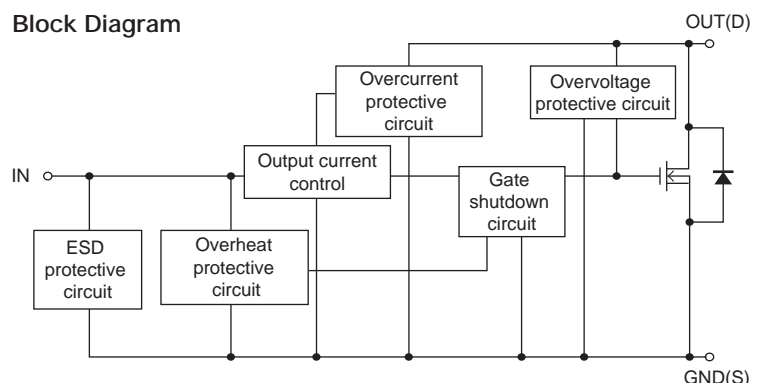 Block Diagram
OUT(D)
Overcurrent
protective
circuit
Overvoltage
protective circuit
IN
Output current
control
Gate
shutdown
circuit
ESD
protective
circuit
Overheat
protective
circuit
GND(S)